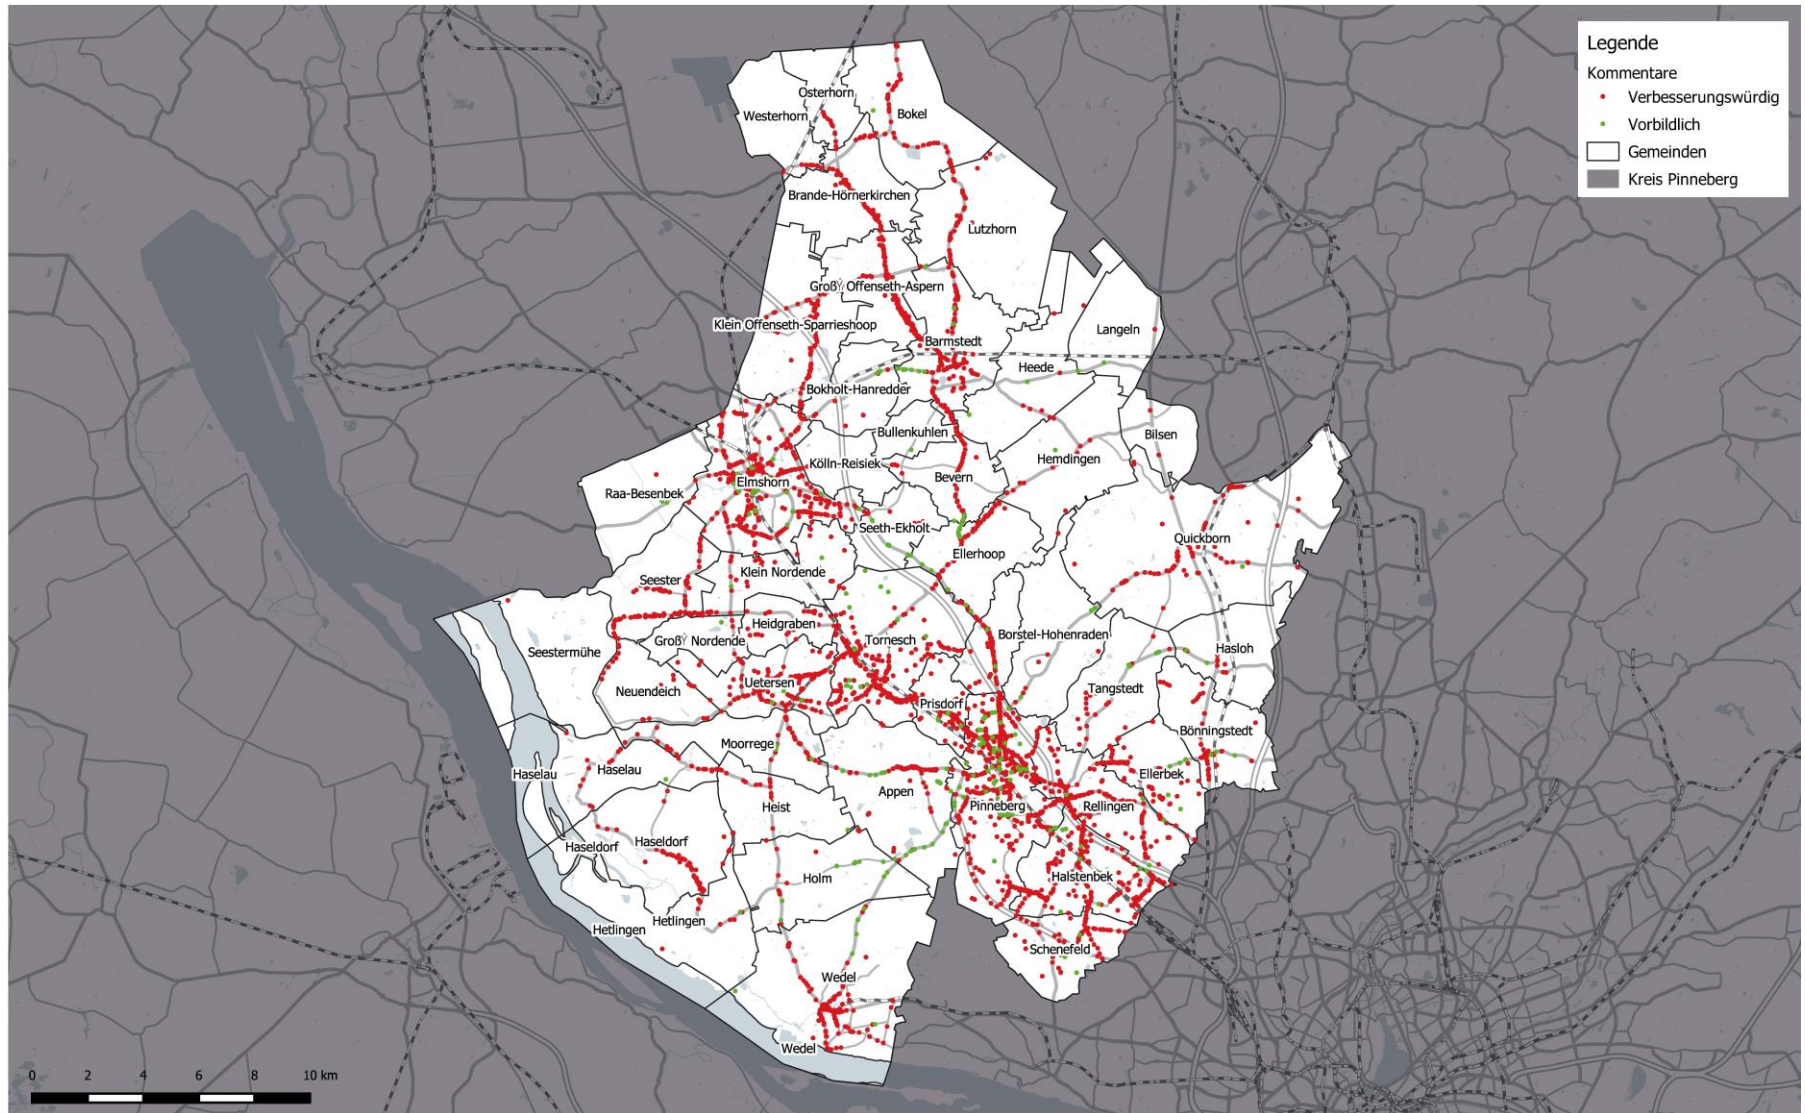 Legende
Kommentare
Verbesserungswürdig
Vorbildlich
Gemeinden
Kreis Pinneberg
Osterhorn
Westerhorn
Bokel
Brande-Hörnerkirchen
Lutzhorn
Großÿ Offenseth-Aspern
Klein Offenseth-Sparrieshoop
Langeln
Barmstedt
Heede
Bokholt-Hanredder
Bullenkuhlen
Bilsen
Hemdingen
Kölln-Reisiek
Bevern
Elmshorn
Raa-Besenbek
Seeth-Ekholt
Quickborn
Ellerhoop
Klein Nordende
Seester
Heidgraben
Borstel-Hohenraden
Großÿ Nordende
Tornesch
Hasloh
Seestermühe
Uetersen
Neuendeich
Tangstedt
Prisdorf
Bönningstedt
Moorrege
Haselau
Haselau
Ellerbek
Appen
Heist
Pinneberg
Rellingen
Haseldorf
Haseldorf
Holm
Halstenbek
Hetlingen
Hetlingen
Schenefeld
Wedel
Wedel
0 2 4 6 8 10 km